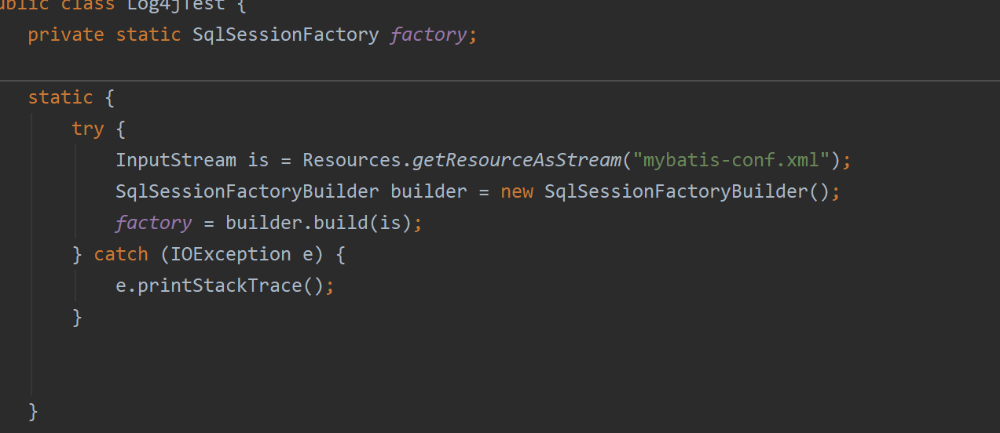 public class Log4jTest {
private static SqlSessionFactory factory;
static {
try {
InputStream is = Resources.getResourceAsStream("mybatis-conf.xml");
SqlSessionFactoryBuilder builder = new SqlSessionFactoryBuilder();
factory = builder.build(is);
} catch (IOException e) {
e.printStackTrace();
}
}